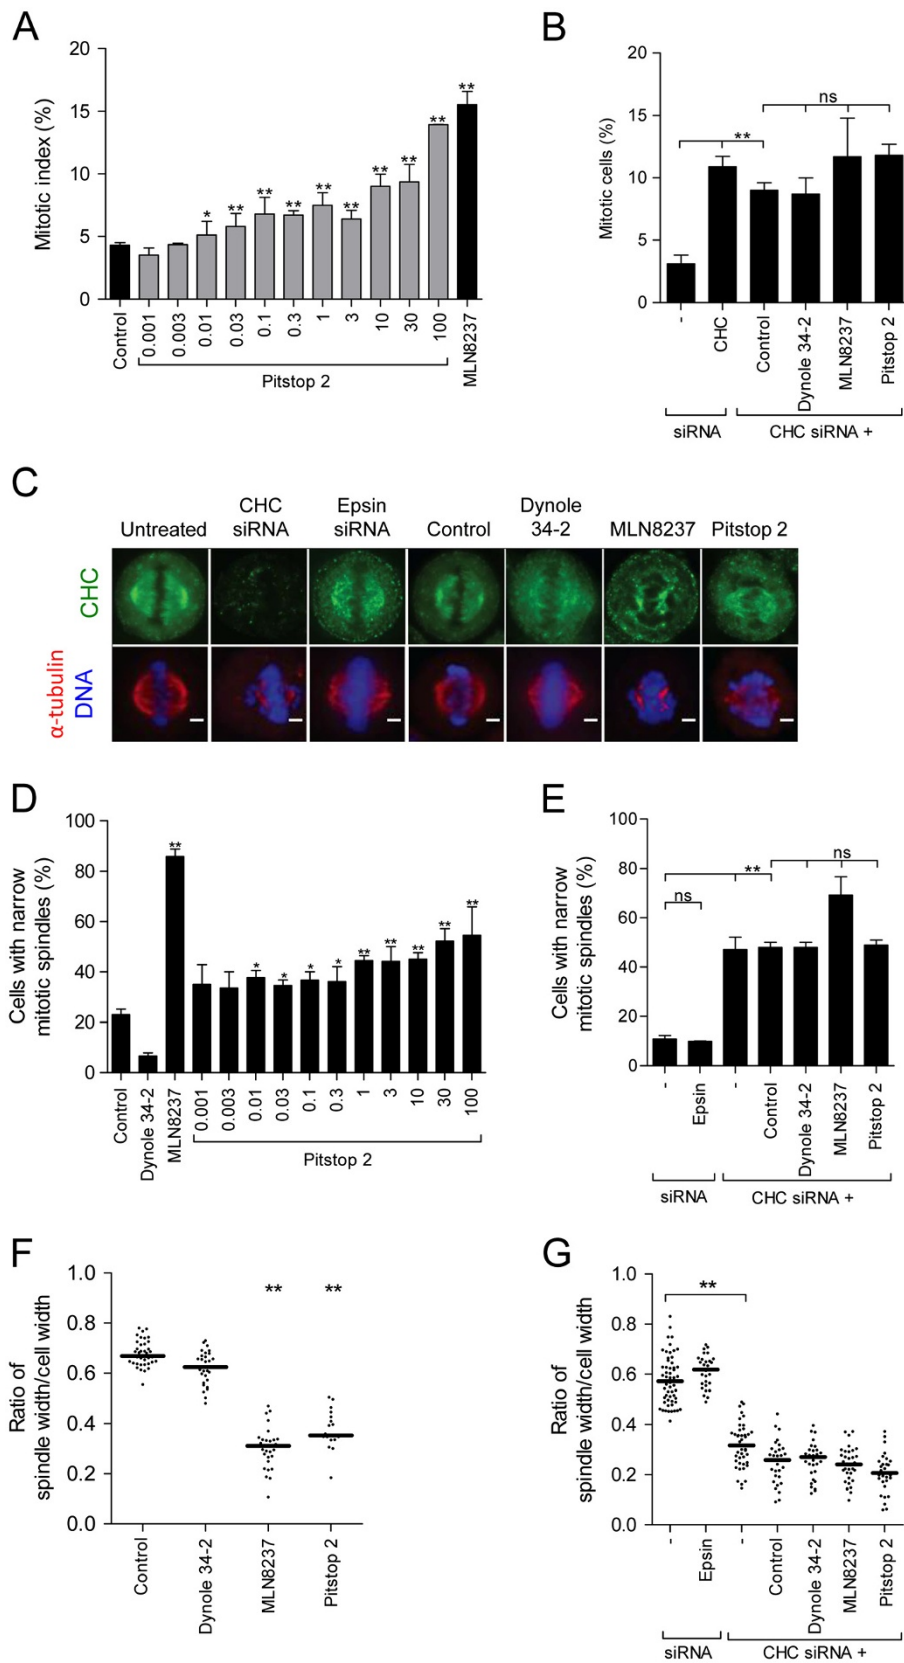 A
Mitotic index (%)
20
15
10
5
0
** 
* ** ** ** ** ** ** ** ** **
Control
0.001
0.003
0.01
0.03
0.1
0.3
1
3
10
30
100
MLN8237
Pitstop 2
B
Mitotic cells (%)
20
15
10
5
0
**
ns
-
CHC
Control
Dynole 34-2
MLN8237
Pitstop 2
siRNA
CHC siRNA +
C
Untreated
CHC
siRNA
Epsin
siRNA
Control
Dynole
34-2
MLN8237
Pitstop 2
CHC
α-tubulin
DNA
D
Cells with narrow
mitotic spindles (%)
100
80
60
40
20
0
**
* * * * ** ** ** ** **
Control
Dynole 34-2
MLN8237
0.001
0.003
0.01
0.03
0.1
0.3
1
3
10
30
100
Pitstop 2
E
Cells with narrow
mitotic spindles (%)
100
80
60
40
20
0
ns
**
ns
-
Epsin
-
Control
Dynole 34-2
MLN8237
Pitstop 2
siRNA
CHC siRNA +
F
Ratio of
spindle width/cell width
1.0
0.8
0.6
0.4
0.2
0.0
** **
Control
Dynole 34-2
MLN8237
Pitstop 2
G
Ratio of
spindle width/cell width
1.0
0.8
0.6
0.4
0.2
0.0
**
-
Epsin
-
Control
Dynole 34-2
MLN8237
Pitstop 2
siRNA
CHC siRNA +